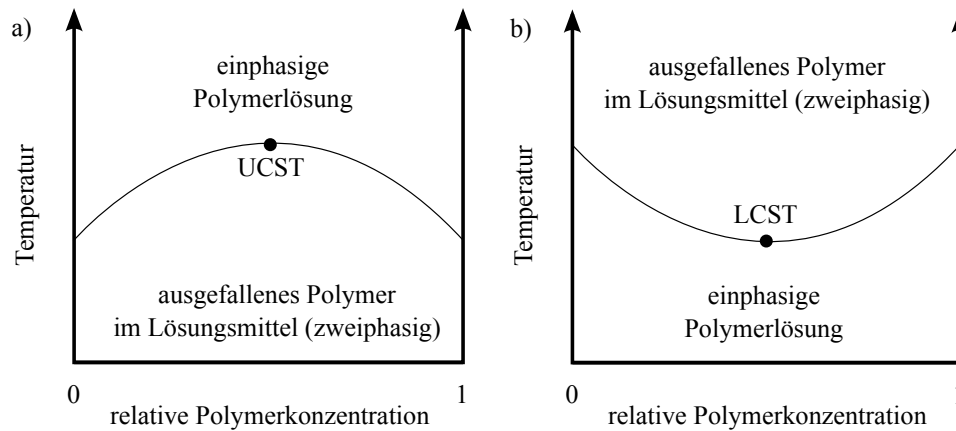 a)
einphasige
Polymerlösung
UCST
Temperatur
ausgefallenes Polymer
im Lösungsmittel (zweiphasig)
0
1
relative Polymerkonzentration
b)
ausgefallenes Polymer
im Lösungsmittel (zweiphasig)
LCST
Temperatur
einphasige
Polymerlösung
0
relative Polymerkonzentration